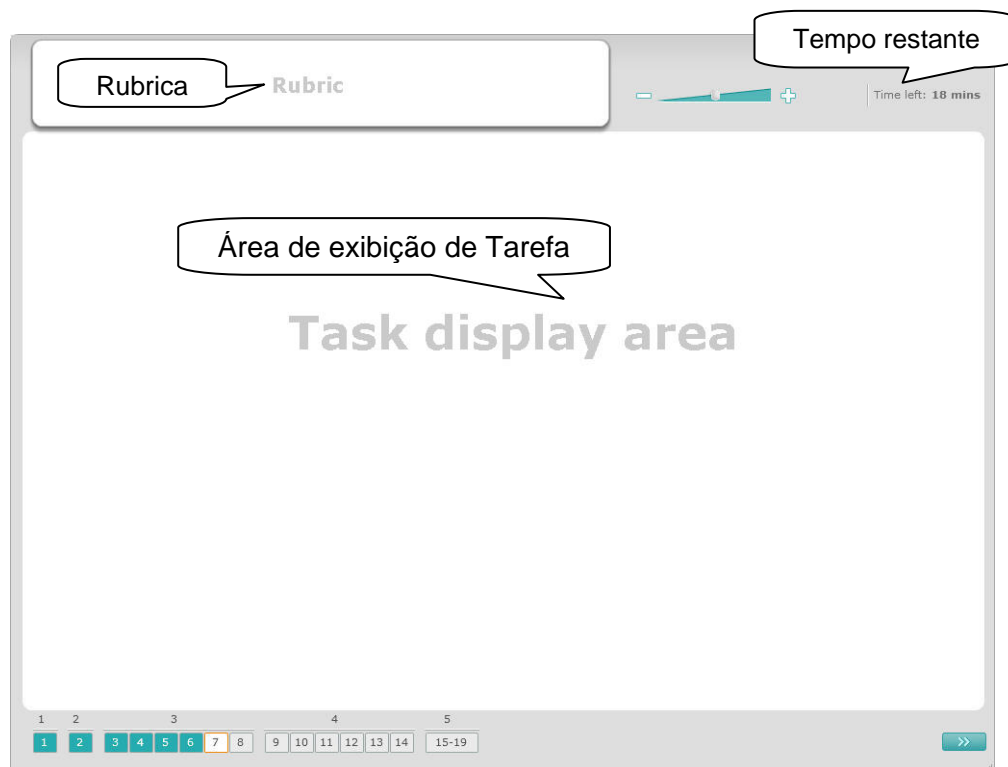 Tempo restante
Rubrica
Rubric
Time left: 18 mins
Área de exibição de Tarefa
Task display area
1 2 3 4 5
1 2 3 4 5 6 7 8 9 10 11 12 13 14 15-19